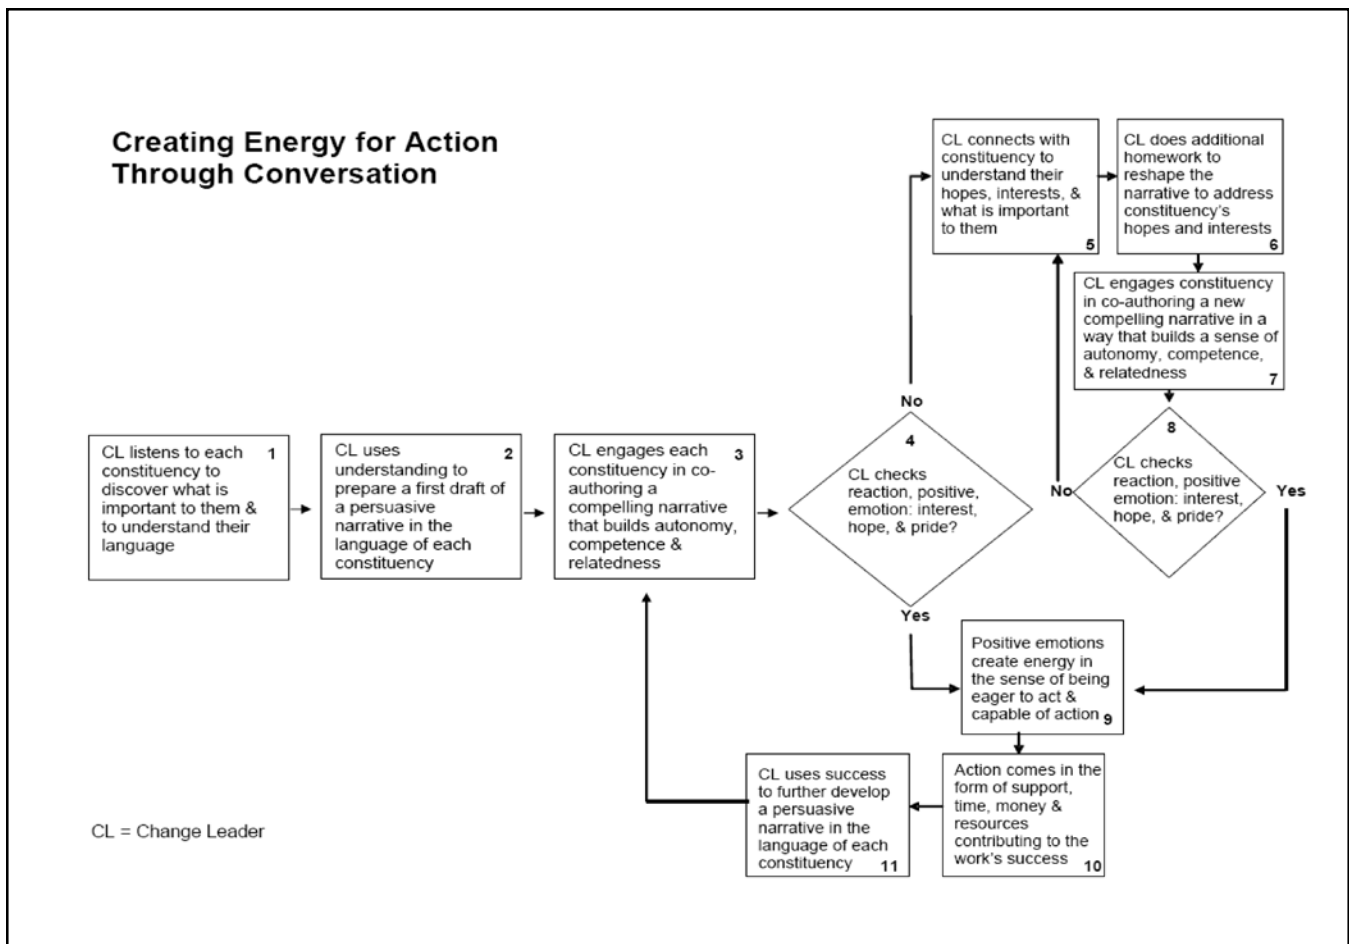 Creating Energy for Action
Through Conversation
CL listens to each
constituency to
discover what is
important to them &
to understand their
language
1
CL uses
understanding to
prepare a first draft of
a persuasive
narrative in the
language of each
constituency
2
CL engages each
constituency in co-
authoring a
compelling narrative
that builds autonomy,
competence &
relatedness
3
4
CL checks
reaction, positive,
emotion: interest,
hope, & pride?
No
Yes
CL connects with
constituency to
understand their
hopes, interests, &
what is important
to them
5
CL does additional
homework to
reshape the
narrative to address
constituency's
hopes and interests
6
CL engages constituency
in co-authoring a new
compelling narrative in a
way that builds a sense of
autonomy, competence,
& relatedness
7
8
CL checks
reaction, positive
emotion: interest,
hope, & pride?
No
Yes
Positive emotions
create energy in
the sense of being
eager to act &
capable of action
9
Action comes in the
form of support,
time, money &
resources
contributing to the
work's success
10
CL uses success
to further develop
a persuasive
narrative in the
language of each
constituency
11
CL = Change Leader